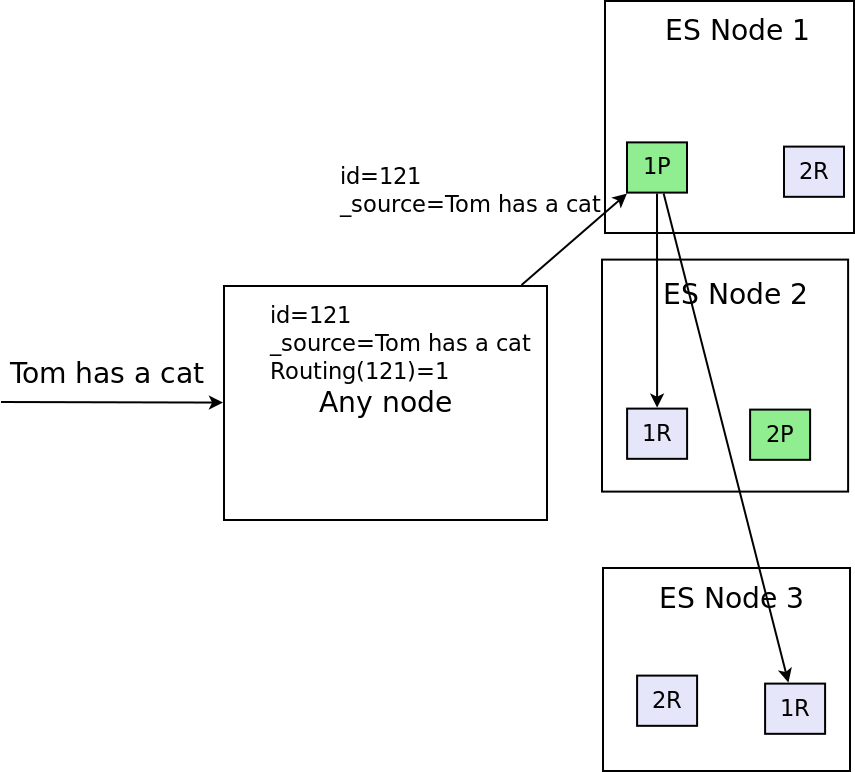 ES Node 1
1P
2R
id=121
_source=Tom has a cat
ES Node 2
id=121
_source=Tom has a cat
Routing(121)=1
Any node
Tom has a cat
1R
2P
ES Node 3
2R
1R